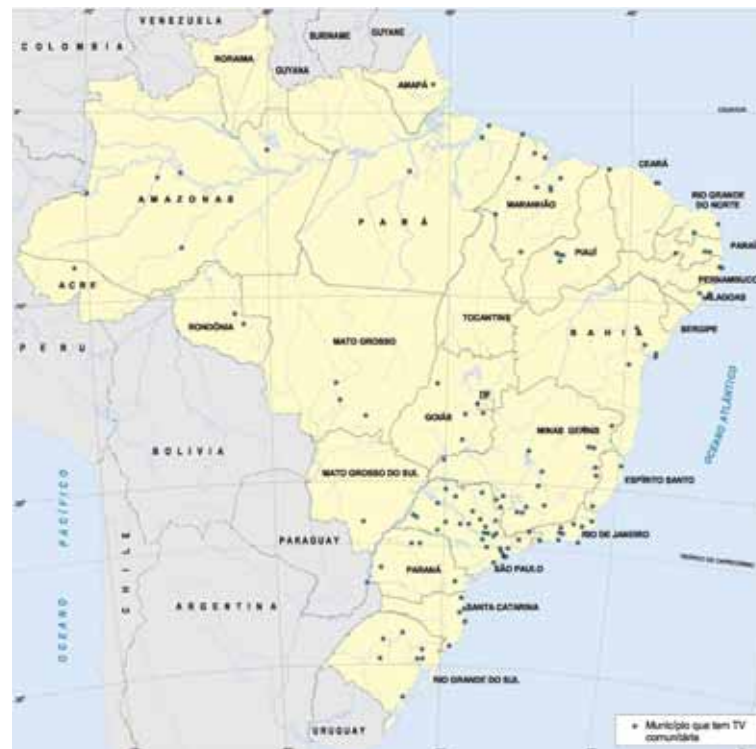 VENEZUELA
COLOMBIA
SURINAME
GUYANE
GUYANA
RORAIMA
AMAPÁ
AMAZONAS
PARÁ
MARANHÃO
CEARÁ
RIO GRANDE
DO NORTE
PARAÍ
PIAUÍ
PERNAMBUCO
ALAGOAS
SERGIPE
ACRE
RONDÔNIA
TOCANTINS
MATO GROSSO
BAHIA
PERU
GOIÁS
DF
BOLIVIA
MINAS GERAIS
MATO GROSSO DO SUL
ESPÍRITO SANTO
OCEANO ATLÂNTICO
OCEANO PACÍFICO
CHILE
PARAGUAY
RIO DE JANEIRO
SÃO PAULO
PARANÁ
SANTA CATARINA
ARGENTINA
RIO GRANDE DO SUL
URUGUAY
Município que tem TV
comunitária